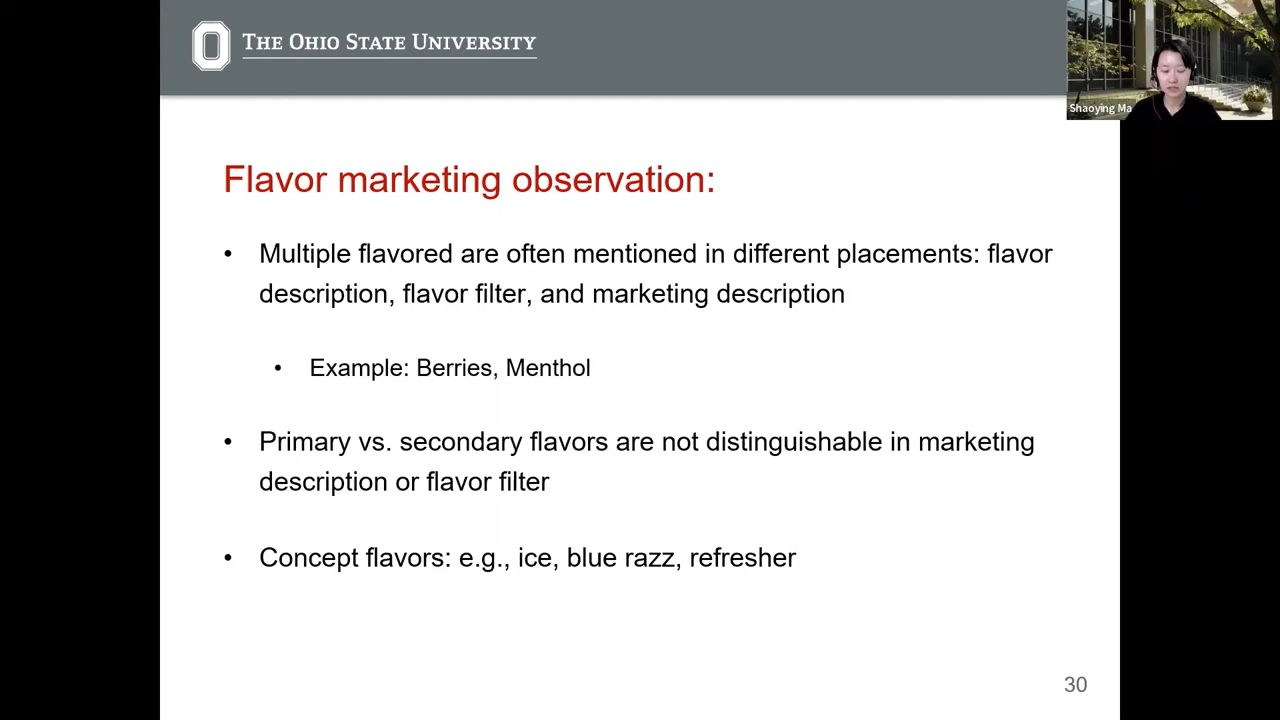 THE OHIO STATE UNIVERSITY
Shaoying Ma
Flavor marketing observation:
• Multiple flavored are often mentioned in different placements: flavor
description, flavor filter, and marketing description
• Example: Berries, Menthol
• Primary vs. secondary flavors are not distinguishable in marketing
description or flavor filter
• Concept flavors: e.g., ice, blue razz, refresher
30